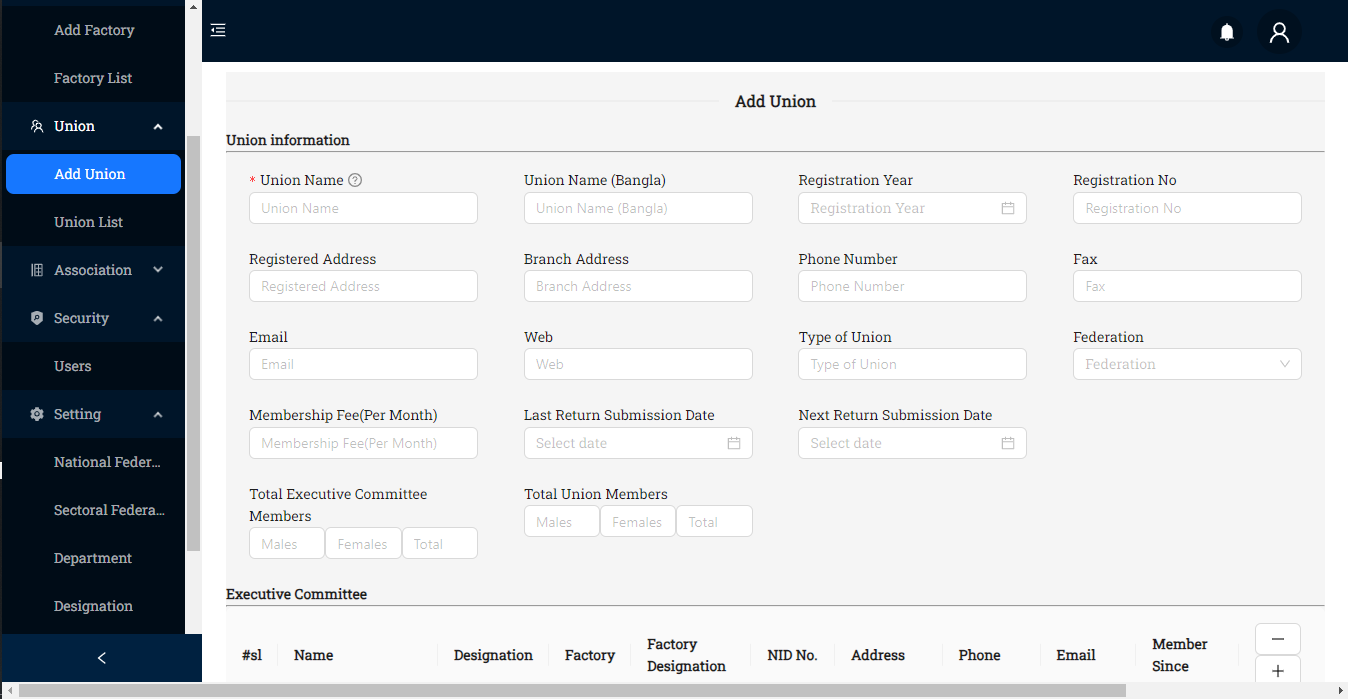 Add Factory
Factory List
Union
Add Union
Union List
Association
Security
Users
Setting
National Feder...
Sectoral Federa...
Department
Designation
Add Union
Union information
* Union Name
Union Name (Bangla)
Registration Year
Registration No
Union Name
Union Name (Bangla)
Registration Year
Registration No
Registered Address
Branch Address
Phone Number
Fax
Registered Address
Branch Address
Phone Number
Fax
Email
Web
Type of Union
Federation
Email
Web
Type of Union
Federation
Membership Fee(Per Month)
Last Return Submission Date
Next Return Submission Date
Membership Fee(Per Month)
Select date
Select date
Total Executive Committee
Members
Males Females Total
Total Union Members
Males Females Total
Executive Committee
#sl
Name
Designation
Factory
Factory
Designation
NID No.
Address
Phone
Email
Member
Since